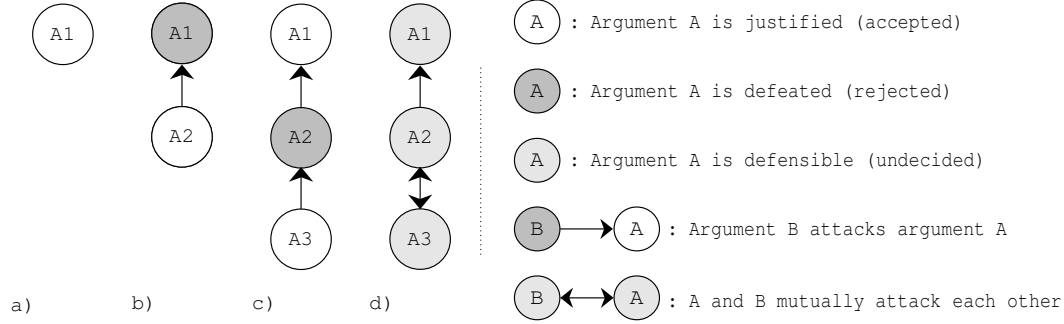 A1 A1 A1 A1
A2 A2 A2
A3 A3
a) b) c) d)
A : Argument A is justified (accepted)
A : Argument A is defeated (rejected)
A : Argument A is defensible (undecided)
B A : Argument B attacks argument A
B A : A and B mutually attack each other